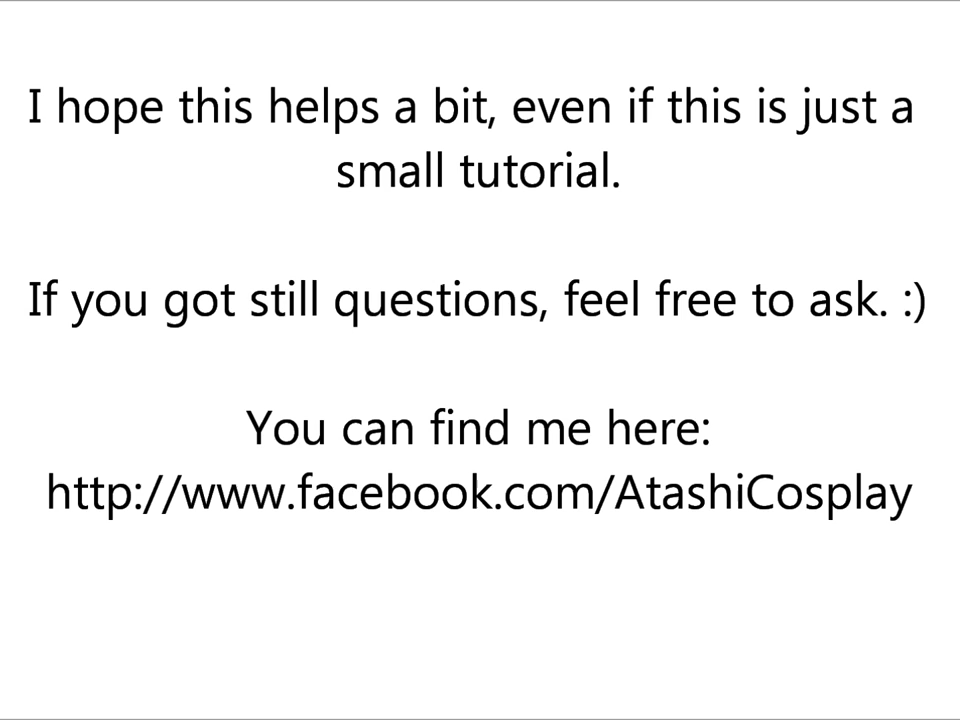 I hope this helps a bit, even if this is just a
small tutorial.
If you got still questions, feel free to ask. :)
You can find me here:
http://www.facebook.com/AtashiCosplay